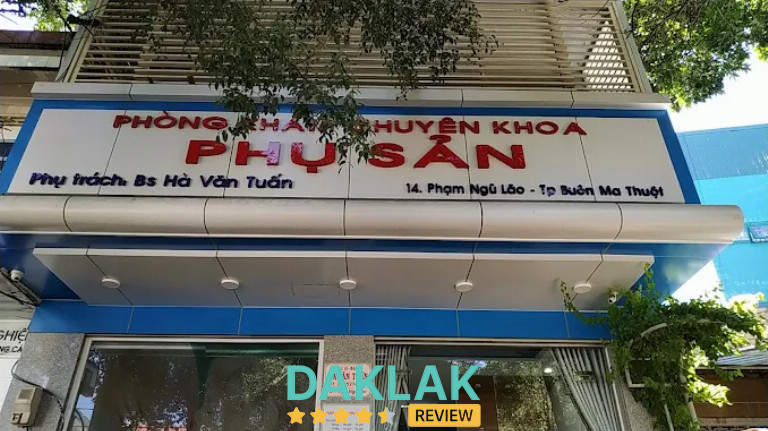 PHÒNG KHÁM CHUYÊN KHOA
PHỤ SẢN
Phụ trách: Bs Hà Văn Tuấn
14. Phạm Ngũ Lão - Tp Buôn Ma Thuột
DAKLAK
REVIEW